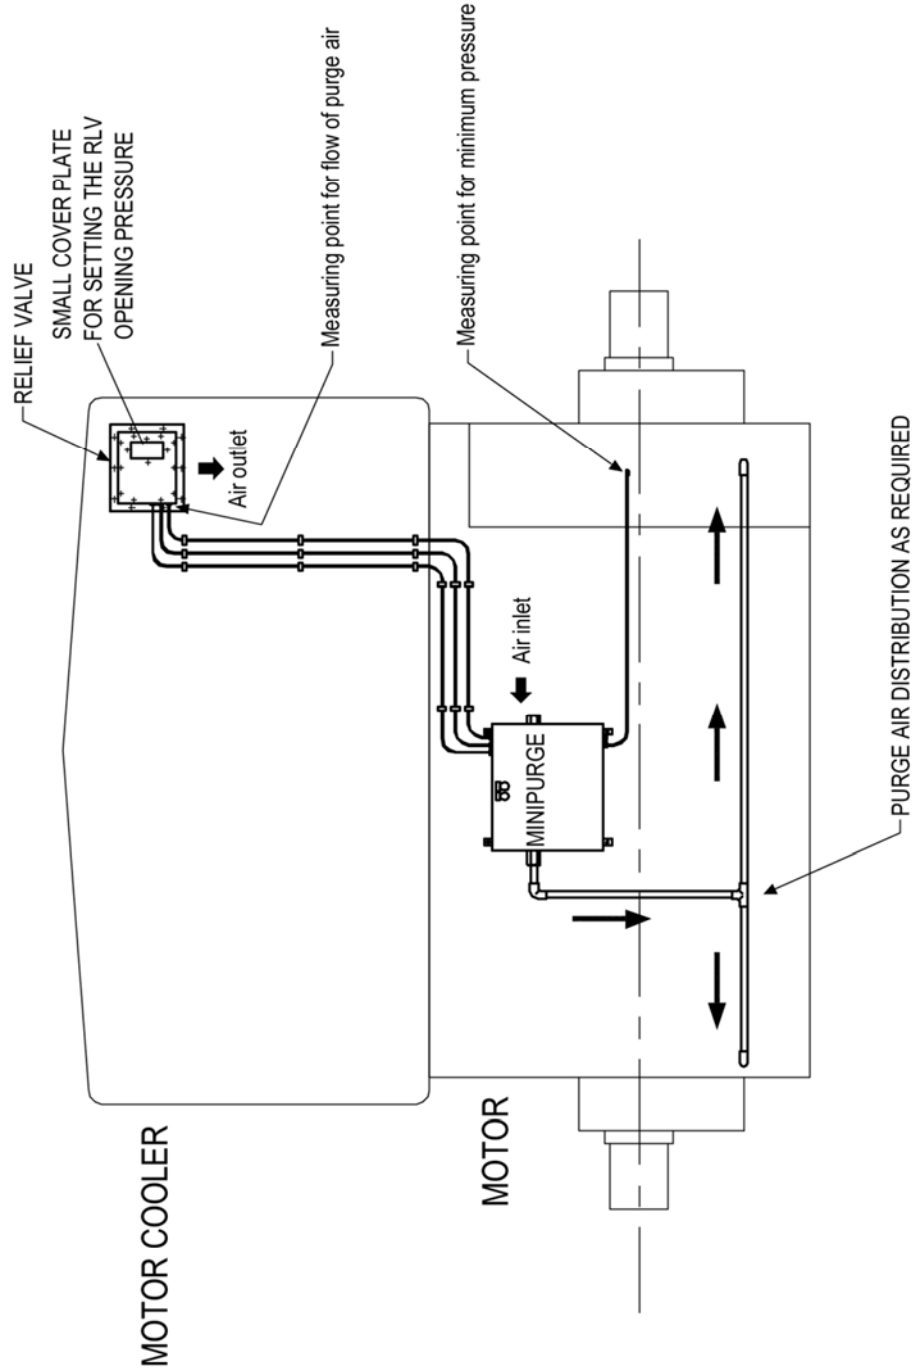 RELIEF VALVE
SMALL COVER PLATE
FOR SETTING THE RLV
OPENING PRESSURE
Measuring point for flow of purge air
Measuring point for minimum pressure
Air outlet
Air inlet
MINIPURGE
MOTOR COOLER
MOTOR
PURGE AIR DISTRIBUTION AS REQUIRED